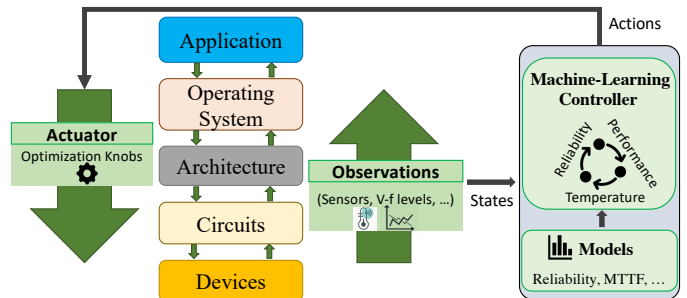 Actions
Application
Operating
System
Architecture
Circuits
Devices
Actuator
Optimization Knobs
Observations
(Sensors, V-f levels, ...)
States
Machine-Learning
Controller
Reliability
Performance
Temperature
Models
Reliability, MTTF, ...